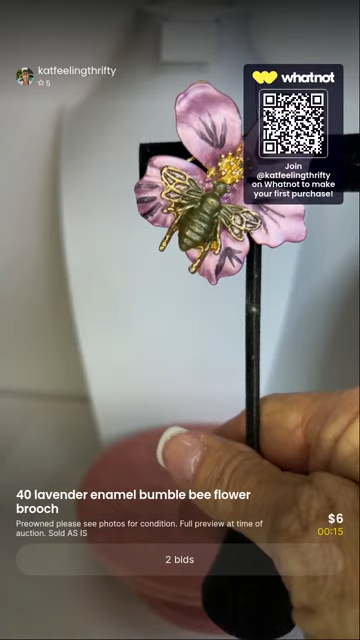 katfeelingthrifty
☆5
whatnot
Join
@katfeelingthrifty
on Whatnot to make
your first purchase!
40 lavender enamel bumble bee flower
brooch
Preowned please see photos for condition. Full preview at time of
auction. Sold AS IS
$6
00:15
2 bids